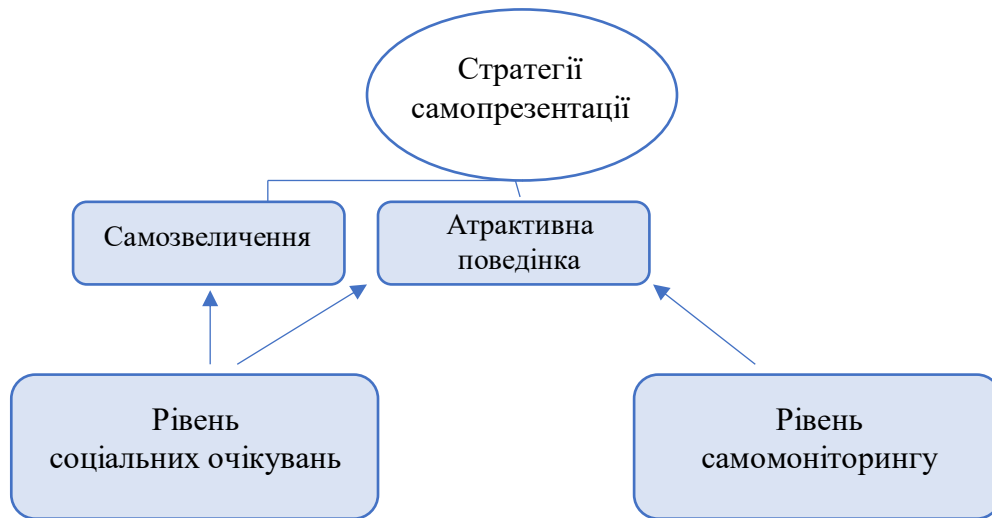 Стратегії
самопрезентації
Самозвеличення
Атрактивна
поведінка
Рівень
соціальних очікувань
Рівень
самомоніторингу